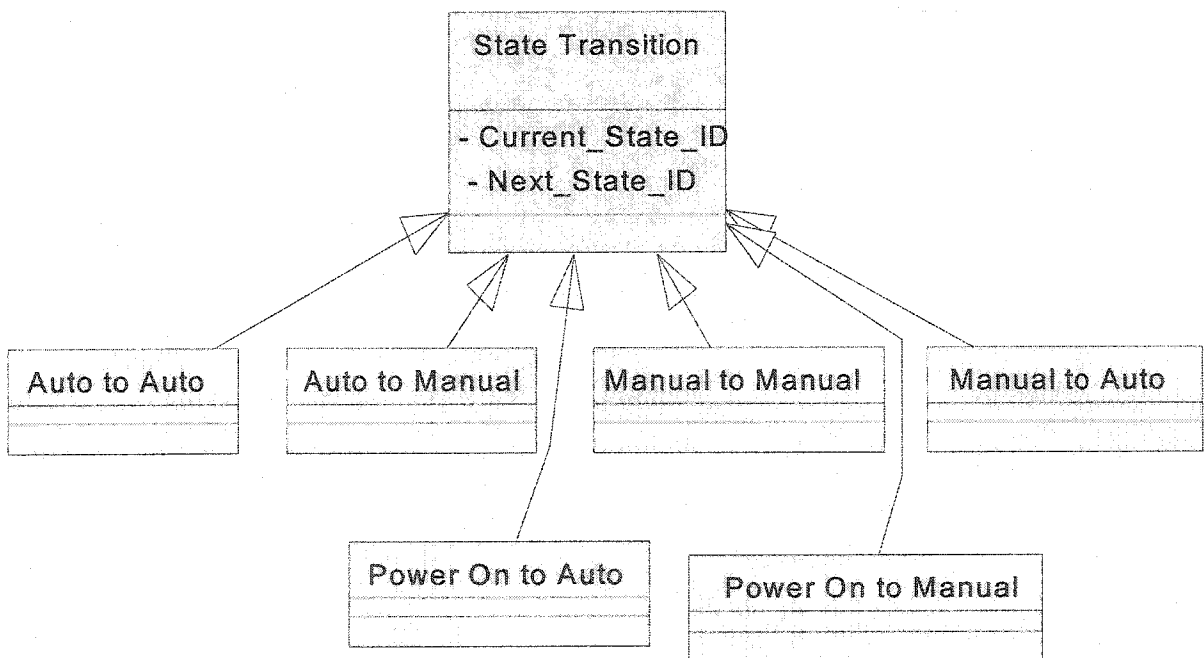 State Transition
- Current_State_ID
- Next_State_ID
Auto to Auto
Auto to Manual
Manual to Manual
Manual to Auto
Power On to Auto
Power On to Manual